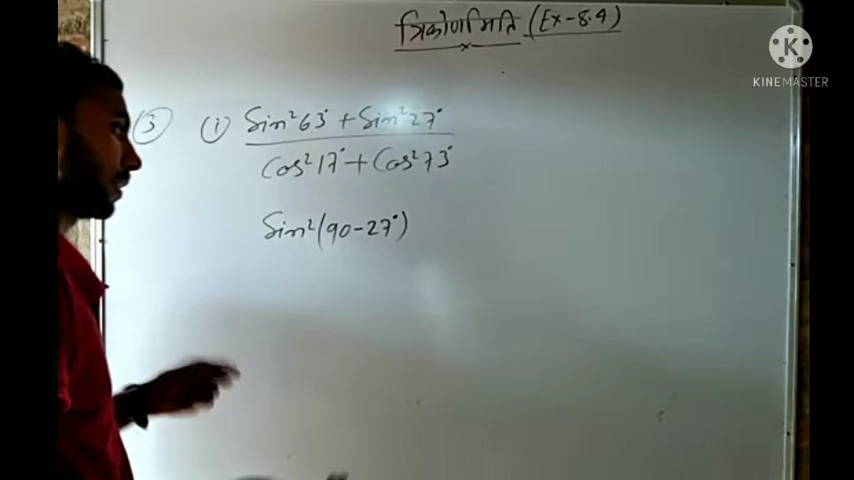 त्रिकोणमिति (Ex-8.4)
K
KINEMASTER
③ (i) Sin²63° + Sin²27°
Cos²17° + Cos²73°
Sin²(90-27°)